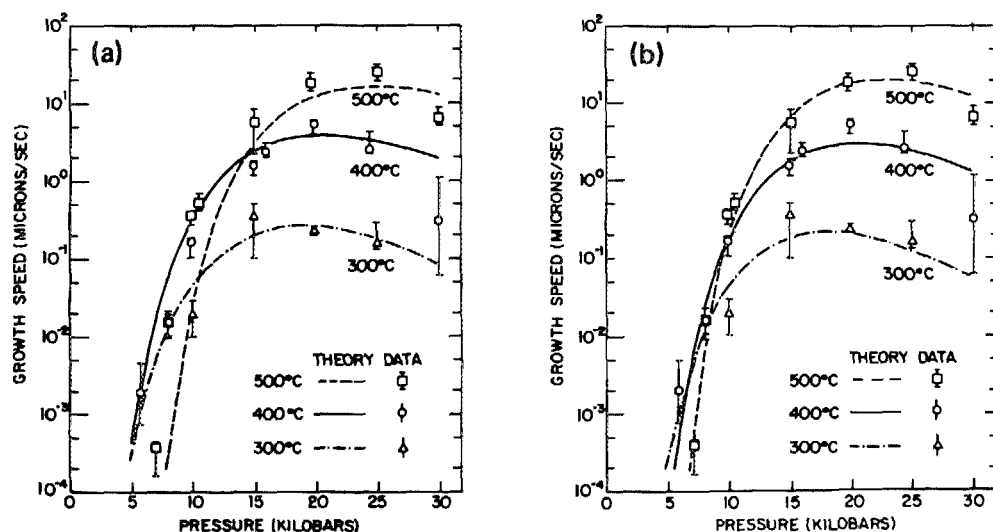 (a)
GROWTH SPEED (MICRONS/SEC)
10²
10¹
10⁰
10⁻¹
10⁻²
10⁻³
10⁻⁴
500°C
400°C
300°C
THEORY DATA
500°C
400°C
300°C
0 5 10 15 20 25 30
PRESSURE (KILOBARS)
(b)
GROWTH SPEED (MICRONS/SEC)
10²
10¹
10⁰
10⁻¹
10⁻²
10⁻³
10⁻⁴
500°C
400°C
300°C
THEORY DATA
500°C
400°C
300°C
0 5 10 15 20 25 30
PRESSURE (KILOBARS)